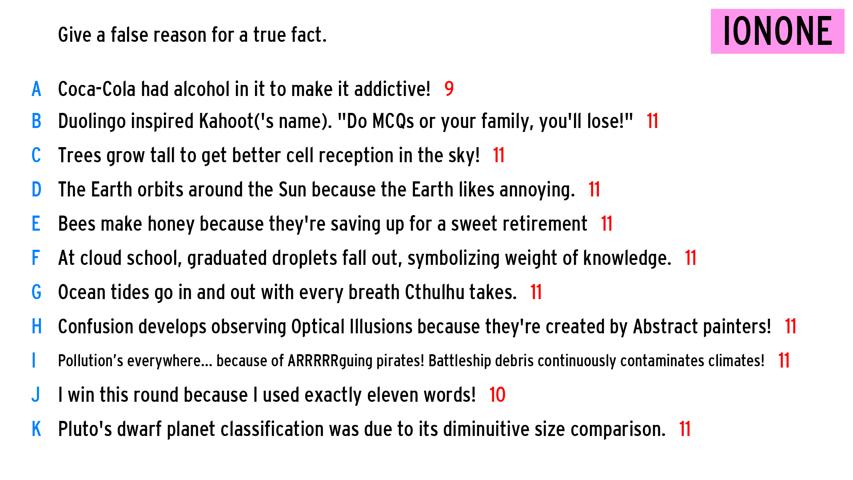 Give a false reason for a true fact.
IONONE
A Coca-Cola had alcohol in it to make it addictive! 9
B Duolingo inspired Kahoot('s name). "Do MCQs or your family, you'll lose!" 11
C Trees grow tall to get better cell reception in the sky! 11
D The Earth orbits around the Sun because the Earth likes annoying. 11
E Bees make honey because they're saving up for a sweet retirement 11
F At cloud school, graduated droplets fall out, symbolizing weight of knowledge. 11
G Ocean tides go in and out with every breath Cthulhu takes. 11
H Confusion develops observing Optical Illusions because they're created by Abstract painters! 11
I Pollution's everywhere... because of ARRRRRguing pirates! Battleship debris continuously contaminates climates! 11
J I win this round because I used exactly eleven words! 10
K Pluto's dwarf planet classification was due to its diminuitive size comparison. 11